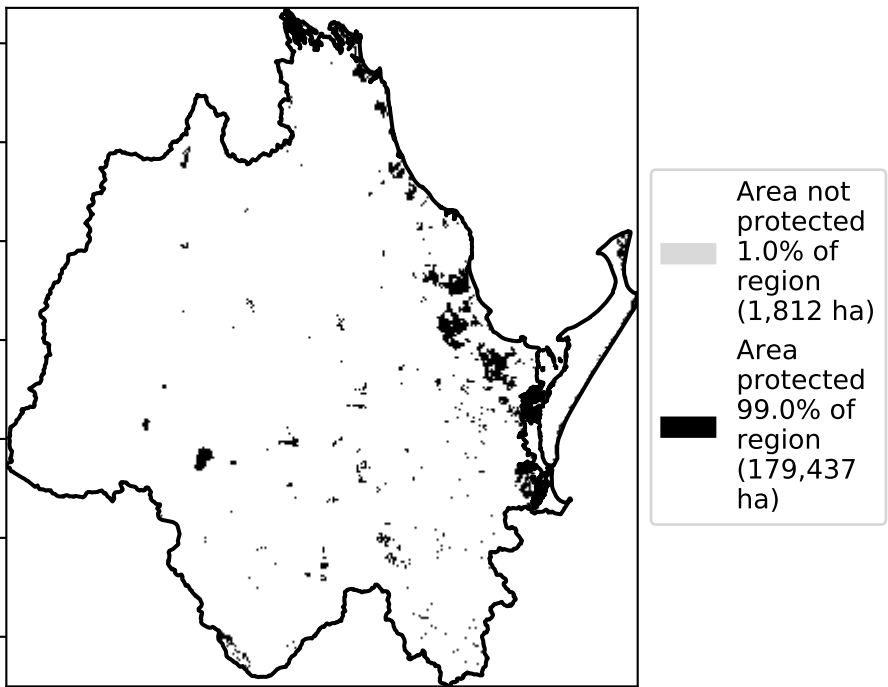 Area not
protected
1.0% of
region
(1,812 ha)
Area
protected
99.0% of
region
(179,437
ha)